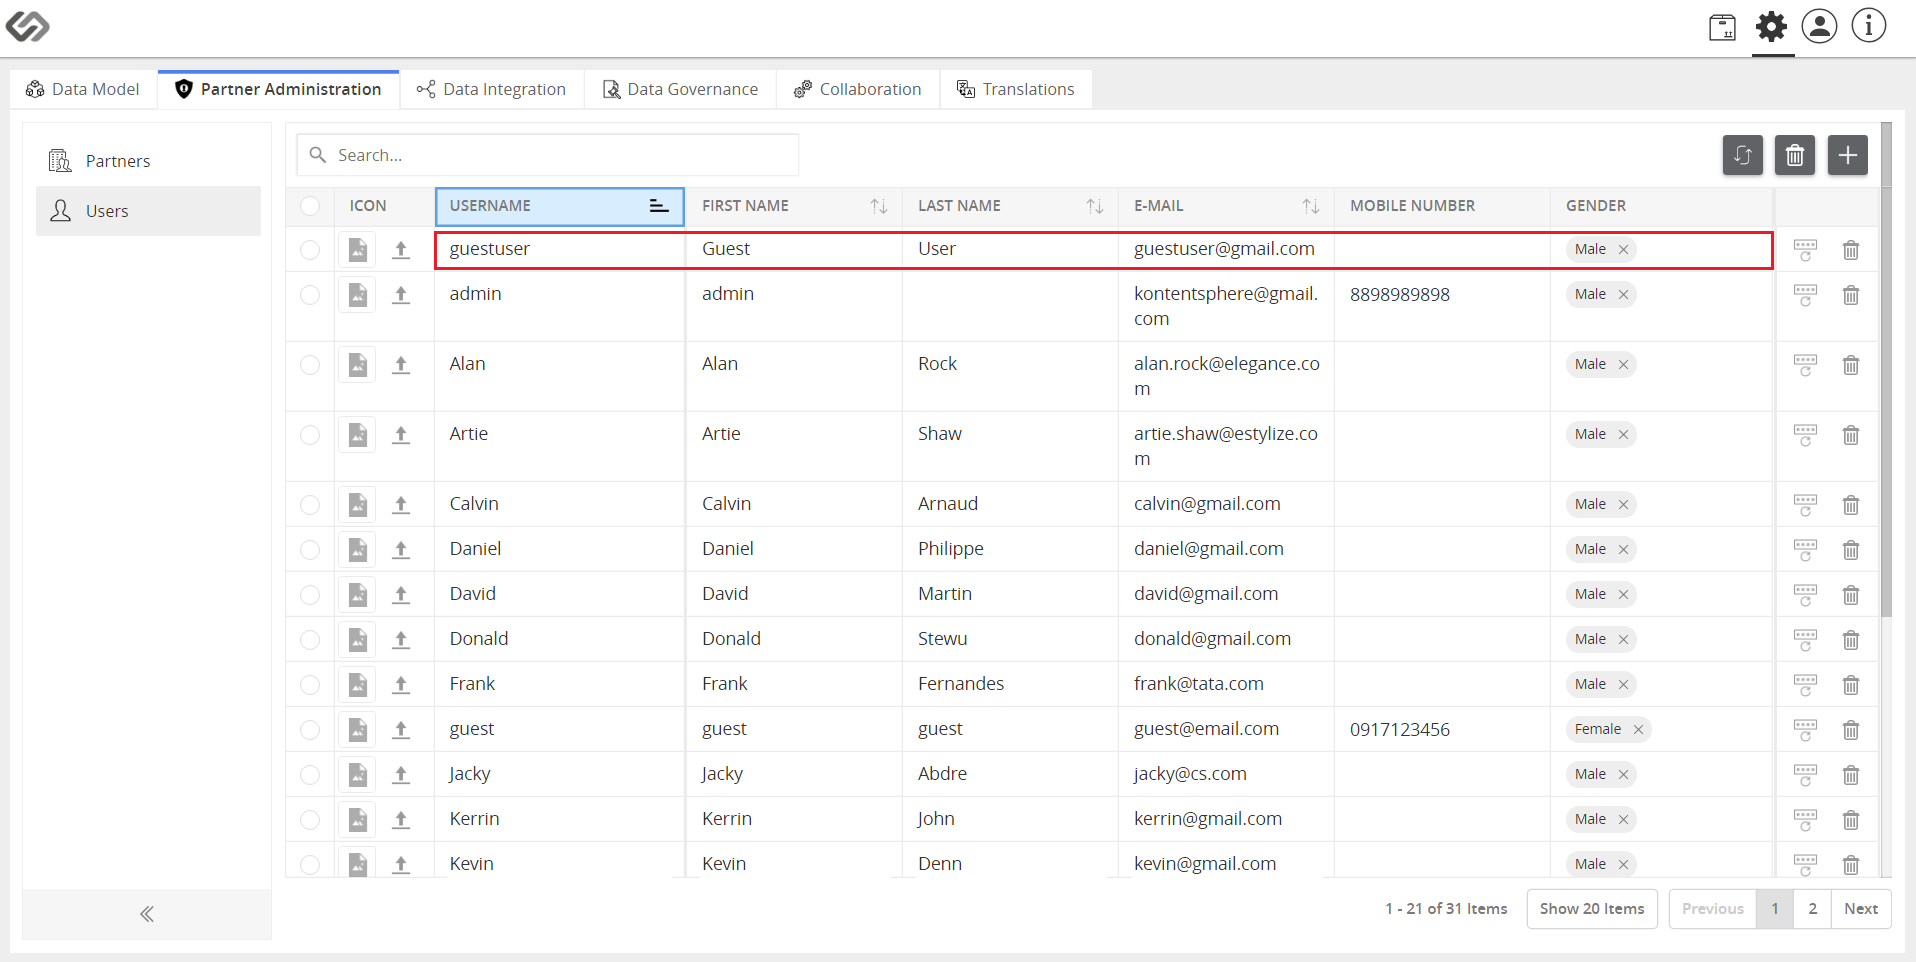 Data Model
Partner Administration
Data Integration
Data Governance
Collaboration
Translations
Partners
Users
Search...
ICON USERNAME FIRST NAME LAST NAME E-MAIL MOBILE NUMBER GENDER
guestuser Guest User guestuser@gmail.com Male
admin admin kontentsphere@gmail. 8898989898 Male
com
Alan Alan Rock alan.rock@elegance.co Male
m
Artie Artie Shaw artie.shaw@estylize.co Male
m
Calvin Calvin Arnaud calvin@gmail.com Male
Daniel Daniel Philippe daniel@gmail.com Male
David David Martin david@gmail.com Male
Donald Donald Stewu donald@gmail.com Male
Frank Frank Fernandes frank@tata.com Male
guest guest guest guest@email.com 0917123456 Female
Jacky Jacky Abdre jacky@cs.com Male
Kerrin Kerrin John kerrin@gmail.com Male
Kevin Kevin Denn kevin@gmail.com Male
1 - 21 of 31 Items Show 20 Items Previous 1 2 Next